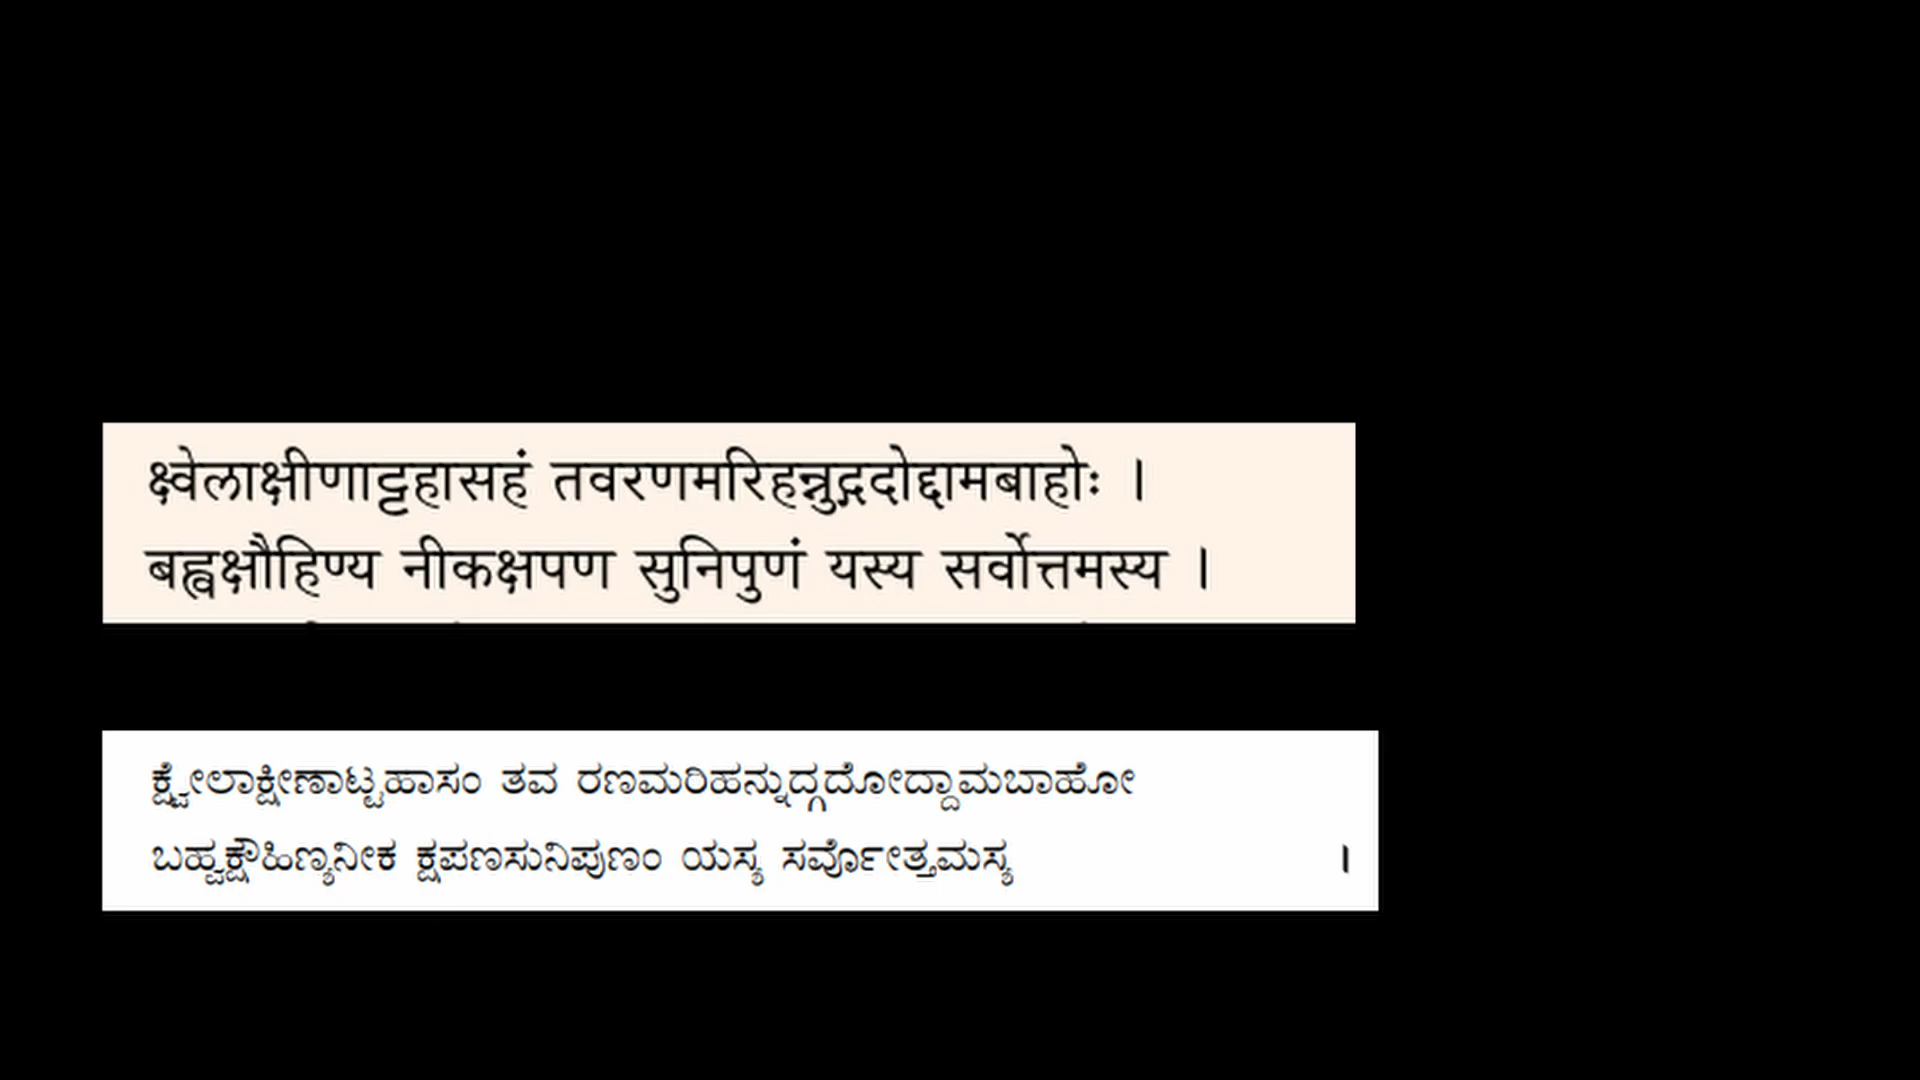 क्ष्वेलाक्षीणाट्टहासहं तवरणमरिहन्नुद्गदोद्दामबाहोः ।
बह्वक्षौहिण्य नीकक्षपण सुनिपुणं यस्य सर्वोत्तमस्य ।
ಕ್ಷ್ವೇಲಾಕ್ಷೀಣಾಟ್ಟಹಾಸಂ ತವ ರಣಮರಿಹನ್ನುದ್ಗದೋದ್ದಾಮಬಾಹೋ
ಬಹ್ವಕ್ಷೌಹಿಣ್ಯನೀಕ ಕ್ಷಪಣಸುನಿಪುಣಂ ಯಸ್ಯ ಸರ್ವೋತ್ತಮಸ್ಯ ।